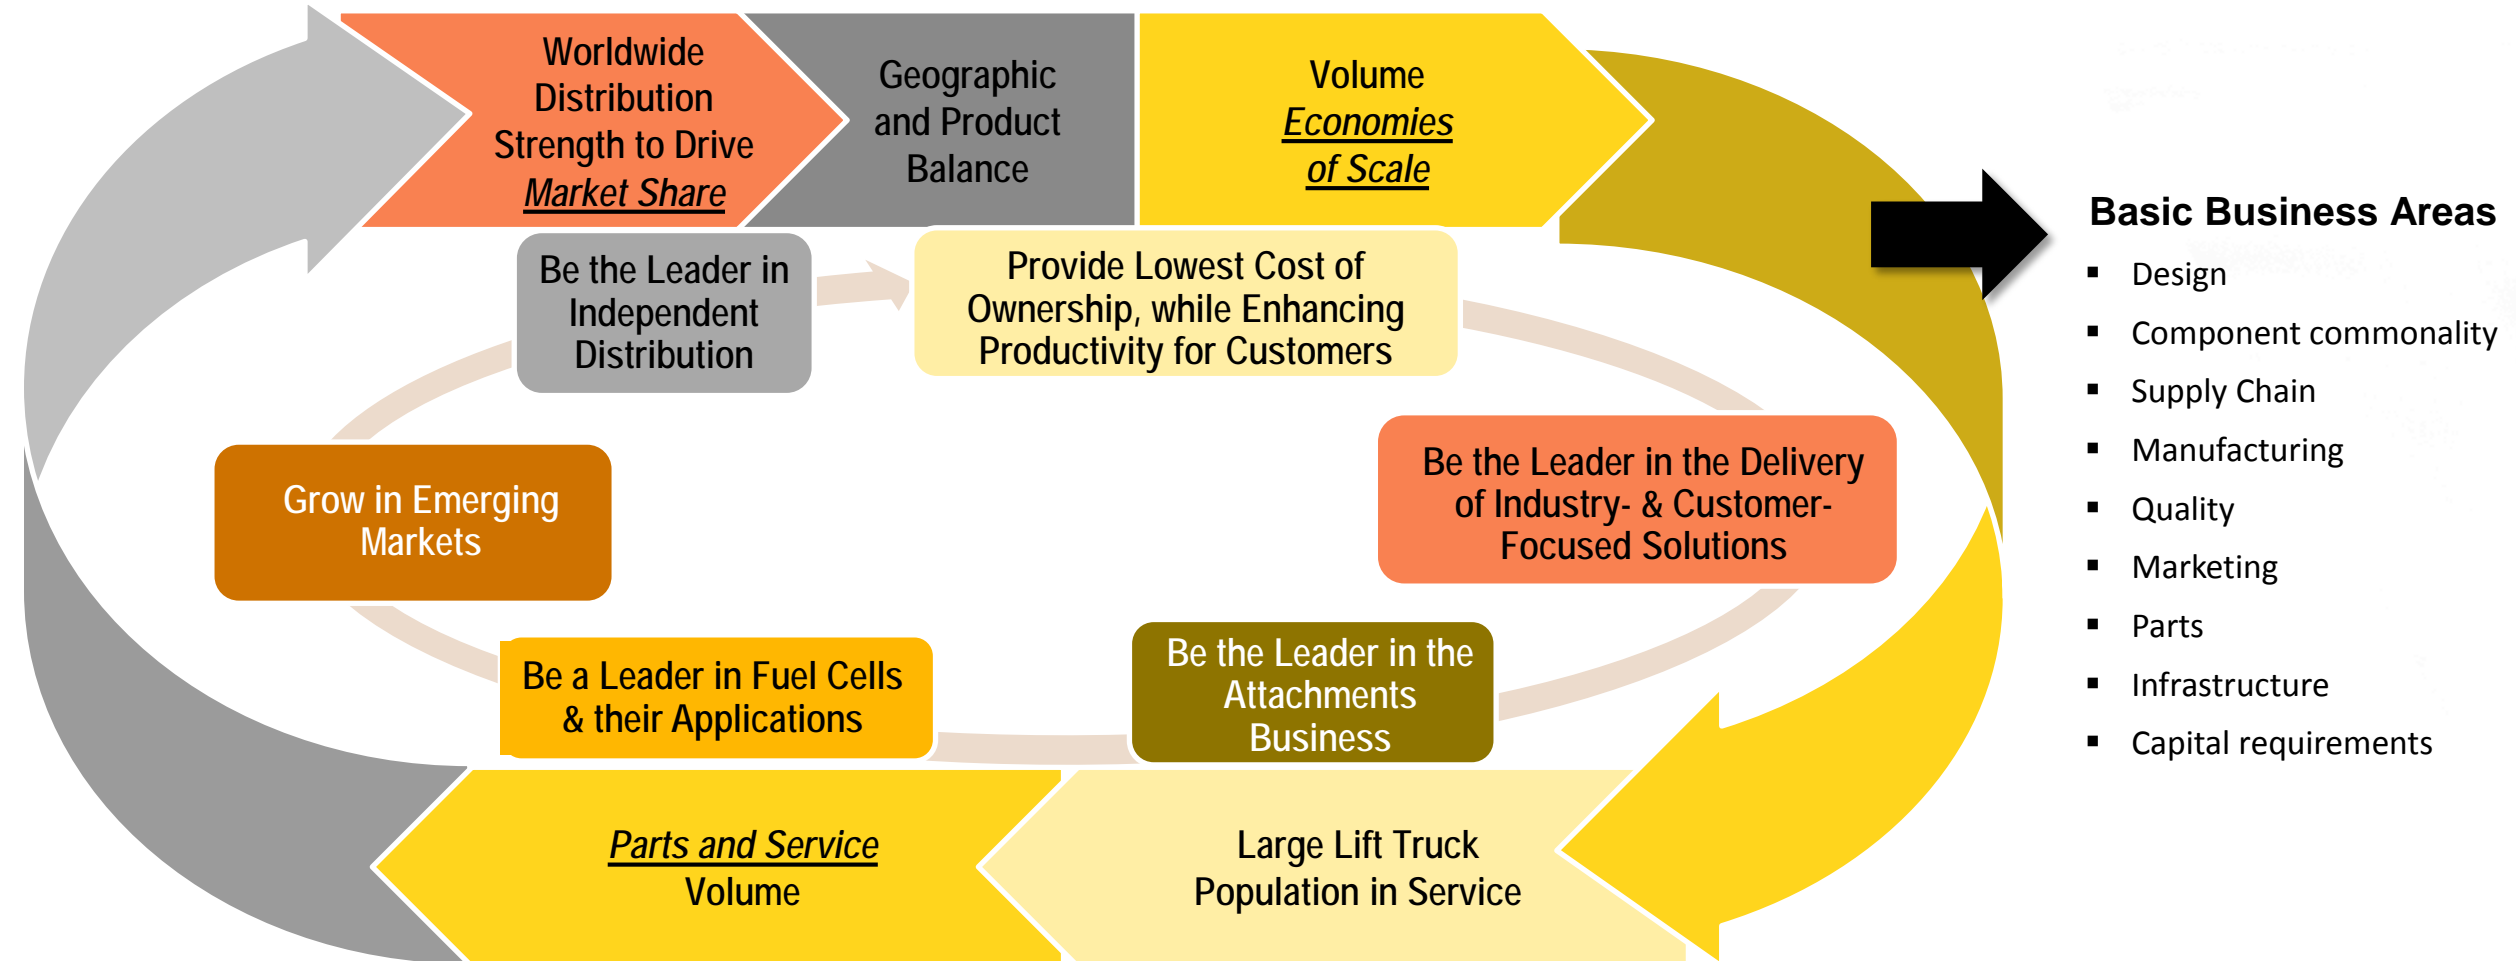 Worldwide
Distribution
Strength to Drive
Market Share
Geographic
and Product
Balance
Volume
Economies
of Scale
Be the Leader in
Independent
Distribution
Provide Lowest Cost of
Ownership, while Enhancing
Productivity for Customers
Grow in Emerging
Markets
Be the Leader in the Delivery
of Industry- & Customer-
Focused Solutions
Be a Leader in Fuel Cells
& their Applications
Be the Leader in the
Attachments
Business
Parts and Service
Volume
Large Lift Truck
Population in Service
Basic Business Areas
▪ Design
▪ Component commonality
▪ Supply Chain
▪ Manufacturing
▪ Quality
▪ Marketing
▪ Parts
▪ Infrastructure
▪ Capital requirements